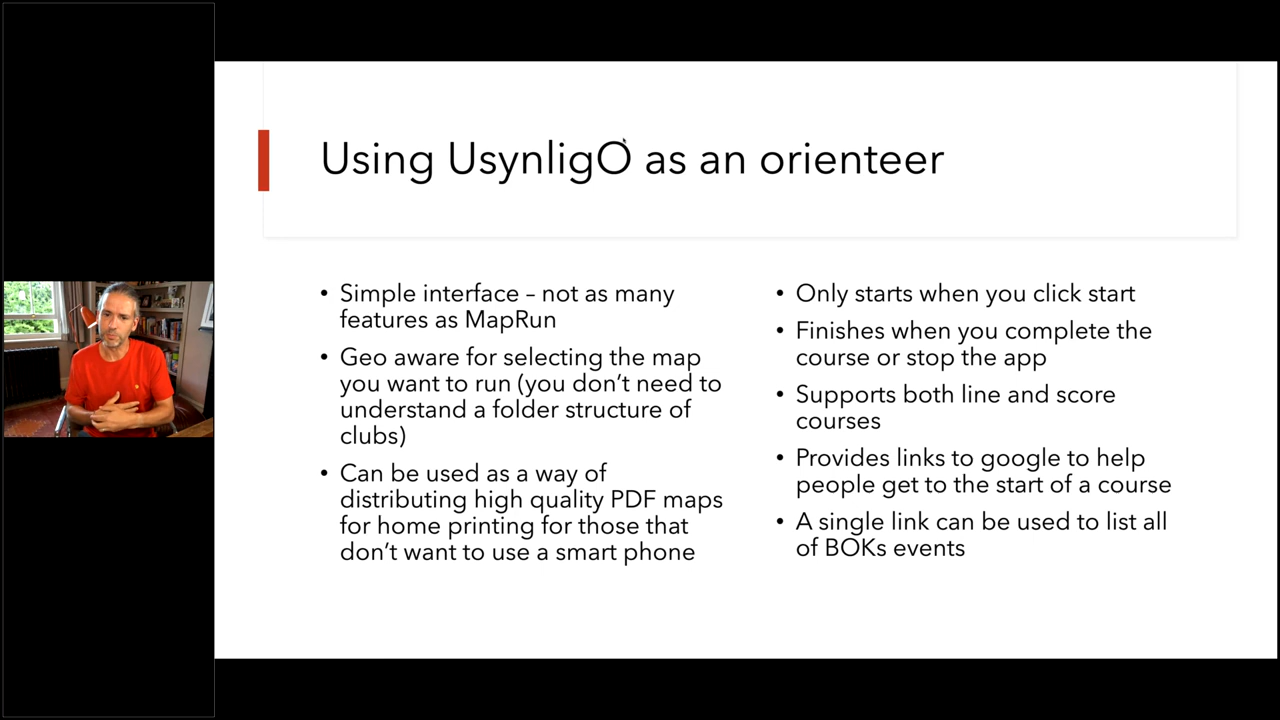 Using UsynligO as an orienteer
• Simple interface – not as many
features as MapRun
• Geo aware for selecting the map
you want to run (you don’t need to
understand a folder structure of
clubs)
• Can be used as a way of
distributing high quality PDF maps
for home printing for those that
don’t want to use a smart phone
• Only starts when you click start
• Finishes when you complete the
course or stop the app
• Supports both line and score
courses
• Provides links to google to help
people get to the start of a course
• A single link can be used to list all
of BOKs events